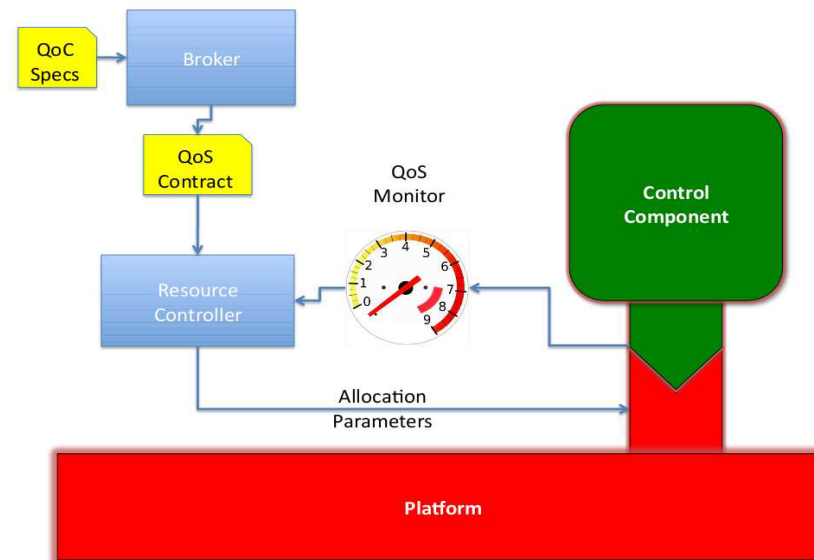 QoC
Specs
Broker
QoS
Contract
QoS
Monitor
Control
Component
Resource
Controller
0
1
2
3
4
5
6
7
8
9
Allocation
Parameters
Platform